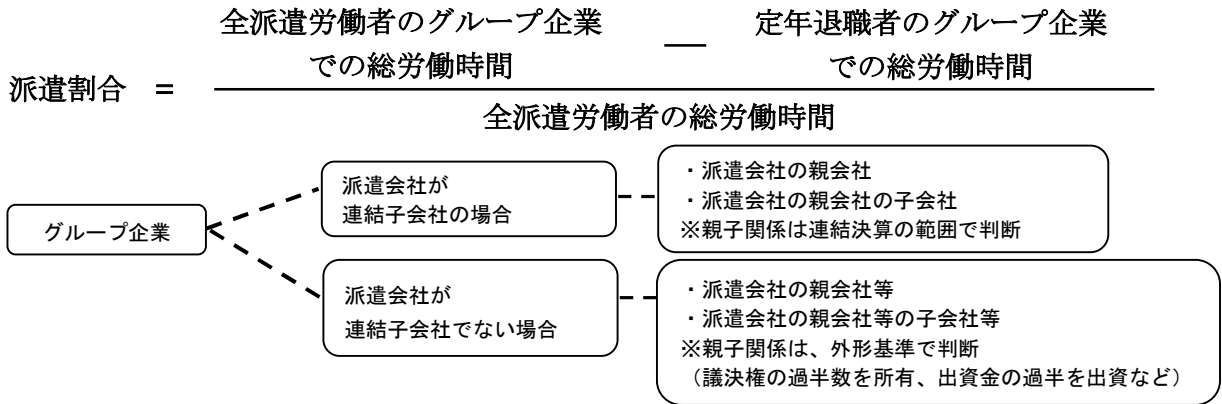 全派遣労働者のグループ企業
での総労働時間
―
定年退職者のグループ企業
での総労働時間
派遣割合 =
全派遣労働者の総労働時間
グループ企業
派遣会社が
連結子会社の場合
・派遣会社の親会社
・派遣会社の親会社の子会社
※親子関係は連結決算の範囲で判断
派遣会社が
連結子会社でない場合
・派遣会社の親会社等
・派遣会社の親会社等の子会社等
※親子関係は、外形基準で判断
（議決権の過半数を所有、出資金の過半を出資など）